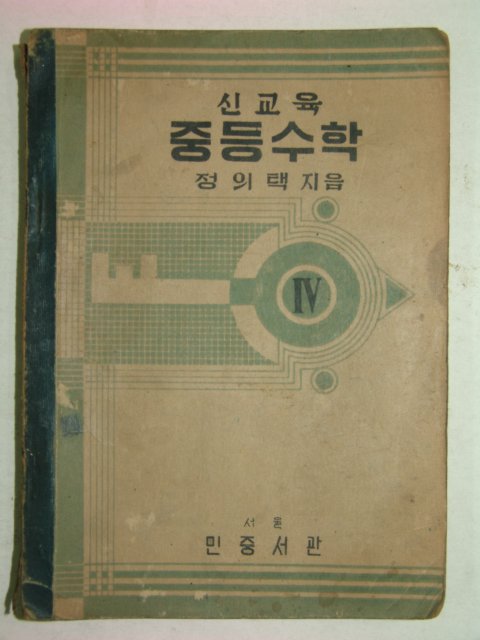 신교육
중등수학
정의택 지음
IV
서울
민중서관